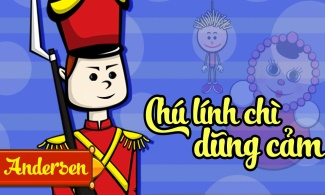 Chú lính chì
dũng cảm
Andersen